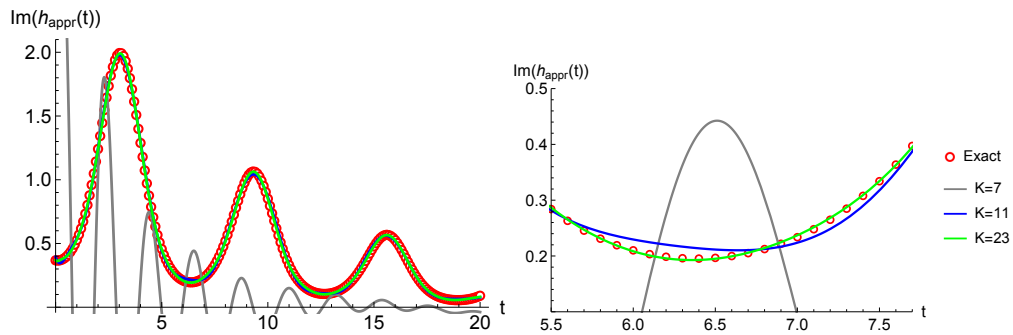 Im(h_appr(t))
2.0
1.5
1.0
0.5
5 10 15 20 t
Im(h_appr(t))
0.5
0.4
0.3
0.2
5.5 6.0 6.5 7.0 7.5 t
Exact
K=7
K=11
K=23